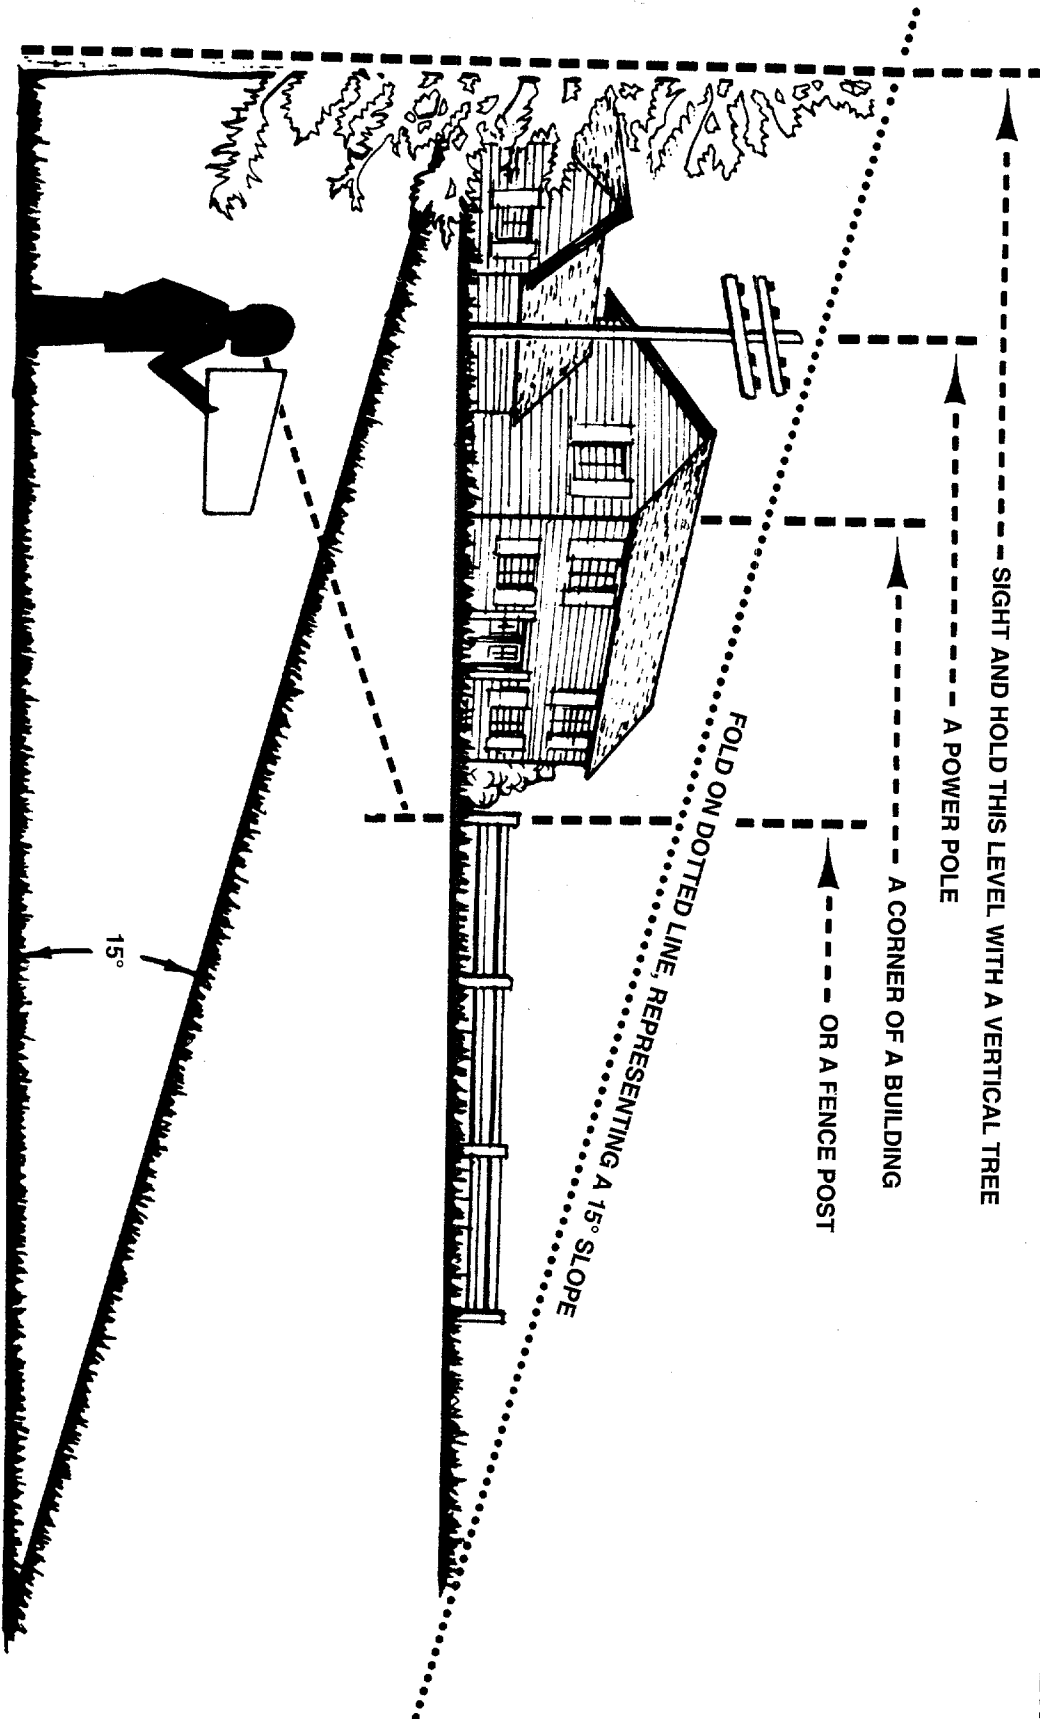 SIGHT AND HOLD THIS LEVEL WITH A VERTICAL TREE
A POWER POLE
A CORNER OF A BUILDING
OR A FENCE POST
FOLD ON DOTTED LINE, REPRESENTING A 15° SLOPE
15°